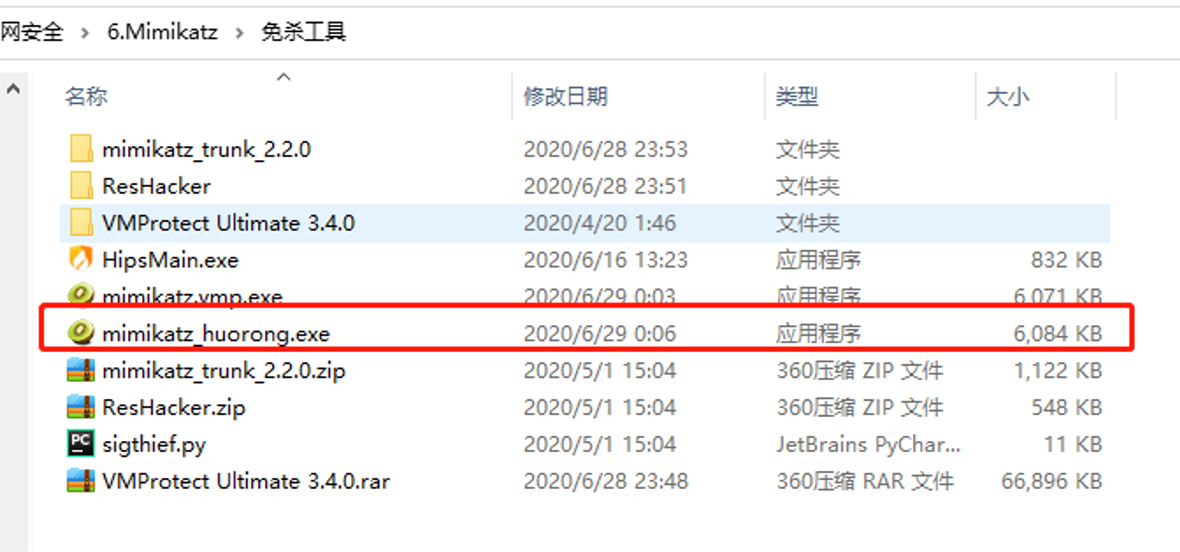 网安全 > 6.Mimikatz > 免杀工具
名称 修改日期 类型 大小
mimikatz_trunk_2.2.0 2020/6/28 23:53 文件夹
ResHacker 2020/6/28 23:51 文件夹
VMProtect Ultimate 3.4.0 2020/4/20 1:46 文件夹
HipsMain.exe 2020/6/16 13:23 应用程序 832 KB
mimikatz.vmp.exe 2020/6/29 0:03 应用程序 6,071 KB
mimikatz_huorong.exe 2020/6/29 0:06 应用程序 6,084 KB
mimikatz_trunk_2.2.0.zip 2020/5/1 15:04 360压缩 ZIP 文件 1,122 KB
ResHacker.zip 2020/5/1 15:04 360压缩 ZIP 文件 548 KB
PC sigthief.py 2020/5/1 15:04 JetBrains PyChar... 11 KB
VMProtect Ultimate 3.4.0.rar 2020/6/28 23:48 360压缩 RAR 文件 66,896 KB